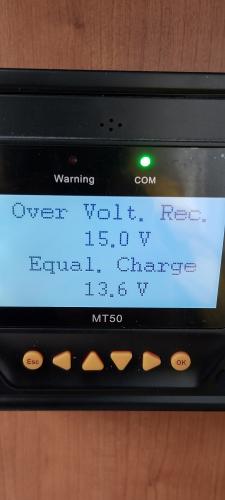 Warning COM
Over Volt. Rec.
15.0 V
Equal. Charge
13.6 V
MT50
Esc OK